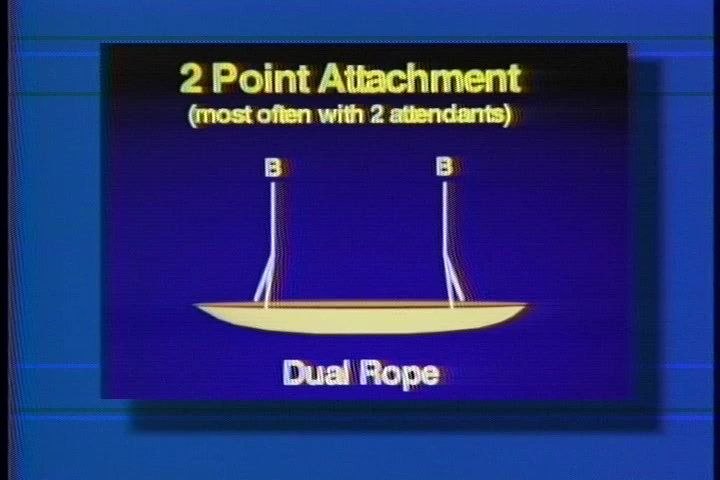 2 Point Attachment
(most often with 2 attendants)
B B
Dual Rope